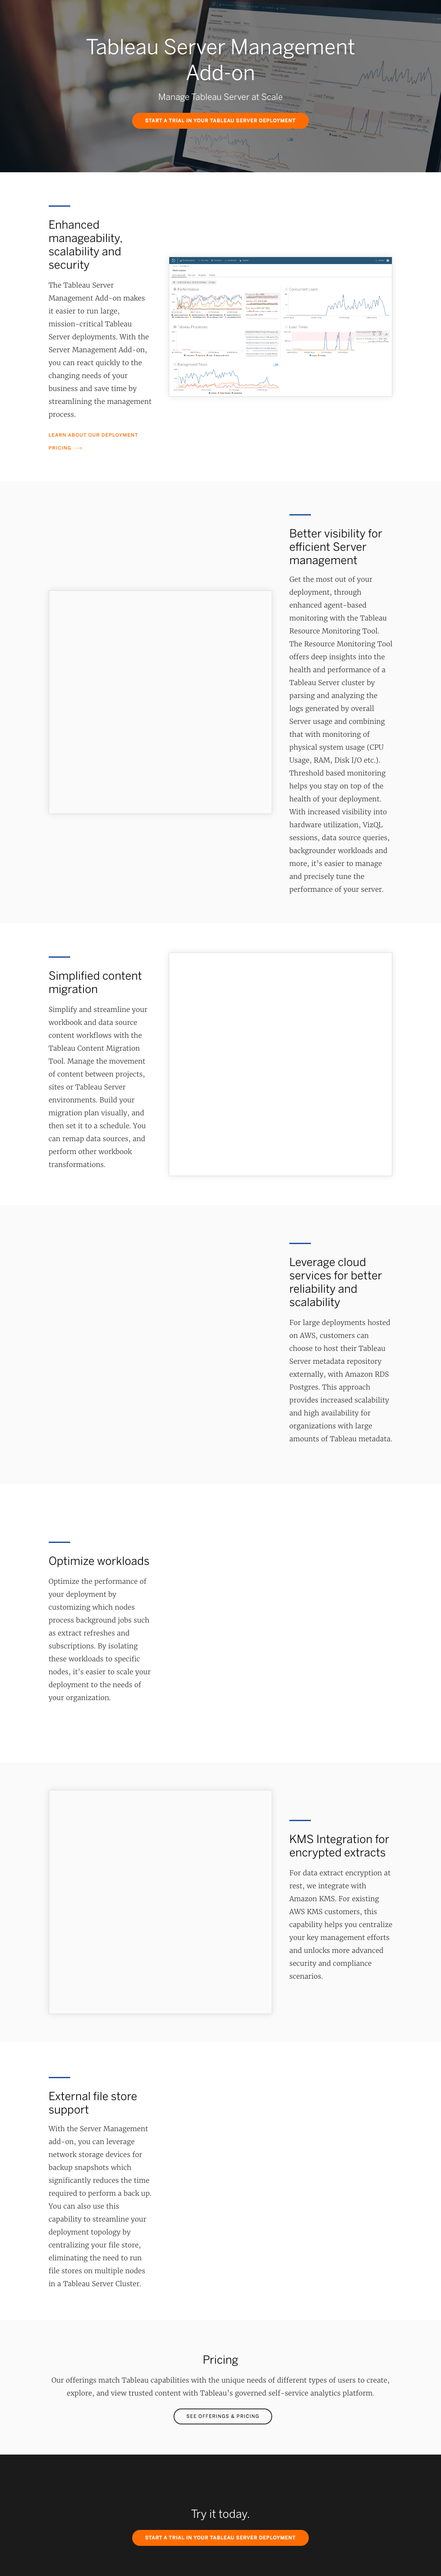 Tableau Server Management
Add-on
Manage Tableau Server at Scale
START A TRIAL IN YOUR TABLEAU SERVER DEPLOYMENT
Enhanced
manageability,
scalability and
security
The Tableau Server
Management Add-on makes
it easier to run large,
mission-critical Tableau
Server deployments. With the
Server Management Add-on,
you can react quickly to the
changing needs of your
business and save time by
streamlining the management
process.
LEARN ABOUT OUR DEPLOYMENT
PRICING
Better visibility for
efficient Server
management
Get the most out of your
deployment, through
enhanced agent-based
monitoring with the Tableau
Resource Monitoring Tool.
The Resource Monitoring Tool
offers deep insights into the
health and performance of a
Tableau Server cluster by
parsing and analyzing the
logs generated by overall
Server usage and combining
that with monitoring of
physical system usage (CPU
Usage, RAM, Disk I/O etc.).
Threshold based monitoring
helps you stay on top of the
health of your deployment.
With increased visibility into
hardware utilization, VizQL
sessions, data source queries,
backgrounder workloads and
more, it's easier to manage
and precisely tune the
performance of your server.
Simplified content
migration
Simplify and streamline your
workbook and data source
content workflows with the
Tableau Content Migration
Tool. Manage the movement
of content between projects,
sites or Tableau Server
environments. Build your
migration plan visually, and
then set it to a schedule. You
can remap data sources, and
perform other workbook
transformations.
Leverage cloud
services for better
reliability and
scalability
For large deployments hosted
on AWS, customers can
choose to host their Tableau
Server metadata repository
externally, with Amazon RDS
Postgres. This approach
provides increased scalability
and high availability for
organizations with large
amounts of Tableau metadata.
Optimize workloads
Optimize the performance of
your deployment by
customizing which nodes
process background jobs such
as extract refreshes and
subscriptions. By isolating
these workloads to specific
nodes, it's easier to scale your
deployment to the needs of
your organization.
KMS Integration for
encrypted extracts
For data extract encryption at
rest, we integrate with
Amazon KMS. For existing
AWS KMS customers, this
capability helps you centralize
your key management efforts
and unlocks more advanced
security and compliance
scenarios.
External file store
support
With the Server Management
add-on, you can leverage
network storage devices for
backup snapshots which
significantly reduces the time
required to perform a back up.
You can also use this
capability to streamline your
deployment topology by
centralizing your file store,
eliminating the need to run
file stores on multiple nodes
in a Tableau Server Cluster.
Pricing
Our offerings match Tableau capabilities with the unique needs of different types of users to create,
explore, and view trusted content with Tableau's governed self-service analytics platform.
SEE OFFERINGS & PRICING
Try it today.
START A TRIAL IN YOUR TABLEAU SERVER DEPLOYMENT